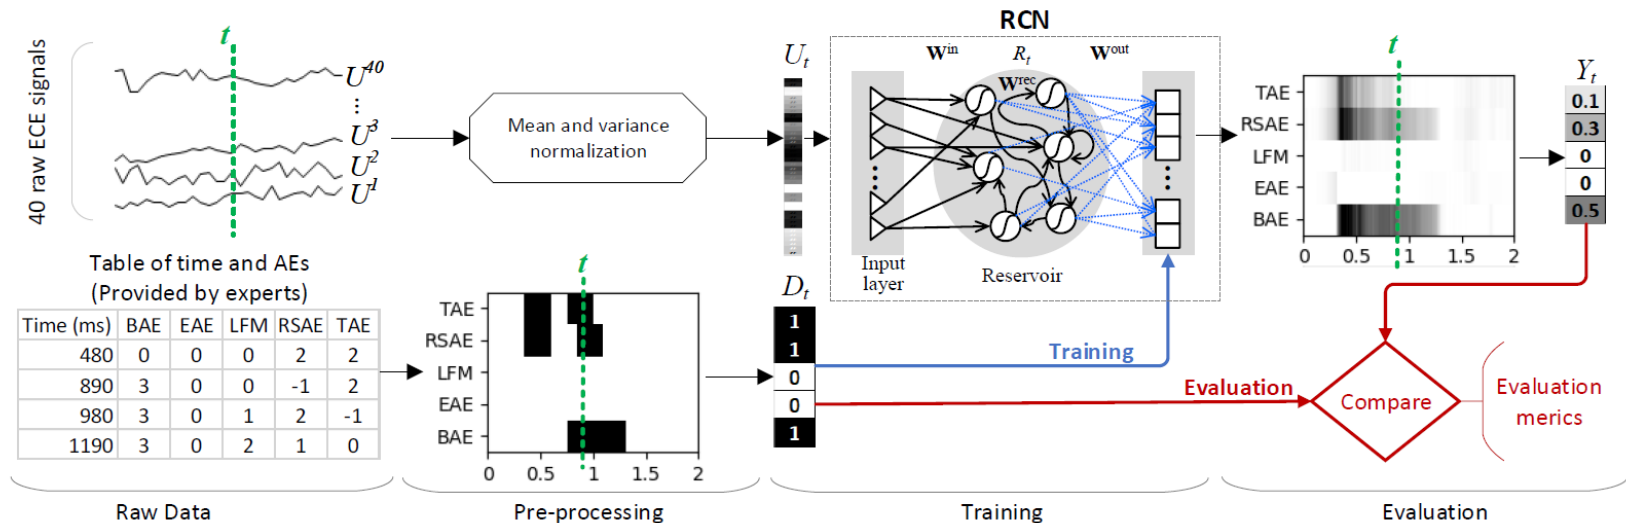 40 raw ECE signals
t
U40
⋮
U3
U2
U1
Mean and variance
normalization
Ut
RCN
Win
Rt
Wout
Wrec
Input
layer
Reservoir
t
TAE
RSAE
LFM
EAE
BAE
0 0.5 1 1.5 2
Yt
0.1
0.3
0
0
0.5
Table of time and AEs
(Provided by experts)
Time (ms) BAE EAE LFM RSAE TAE
480 0 0 0 2 2
890 3 0 0 -1 2
980 3 0 1 2 -1
1190 3 0 2 1 0
t
TAE
RSAE
LFM
EAE
BAE
0 0.5 1 1.5 2
Dt
1
1
0
0
1
Training
Evaluation
Compare
Evaluation
merics
Raw Data
Pre-processing
Training
Evaluation